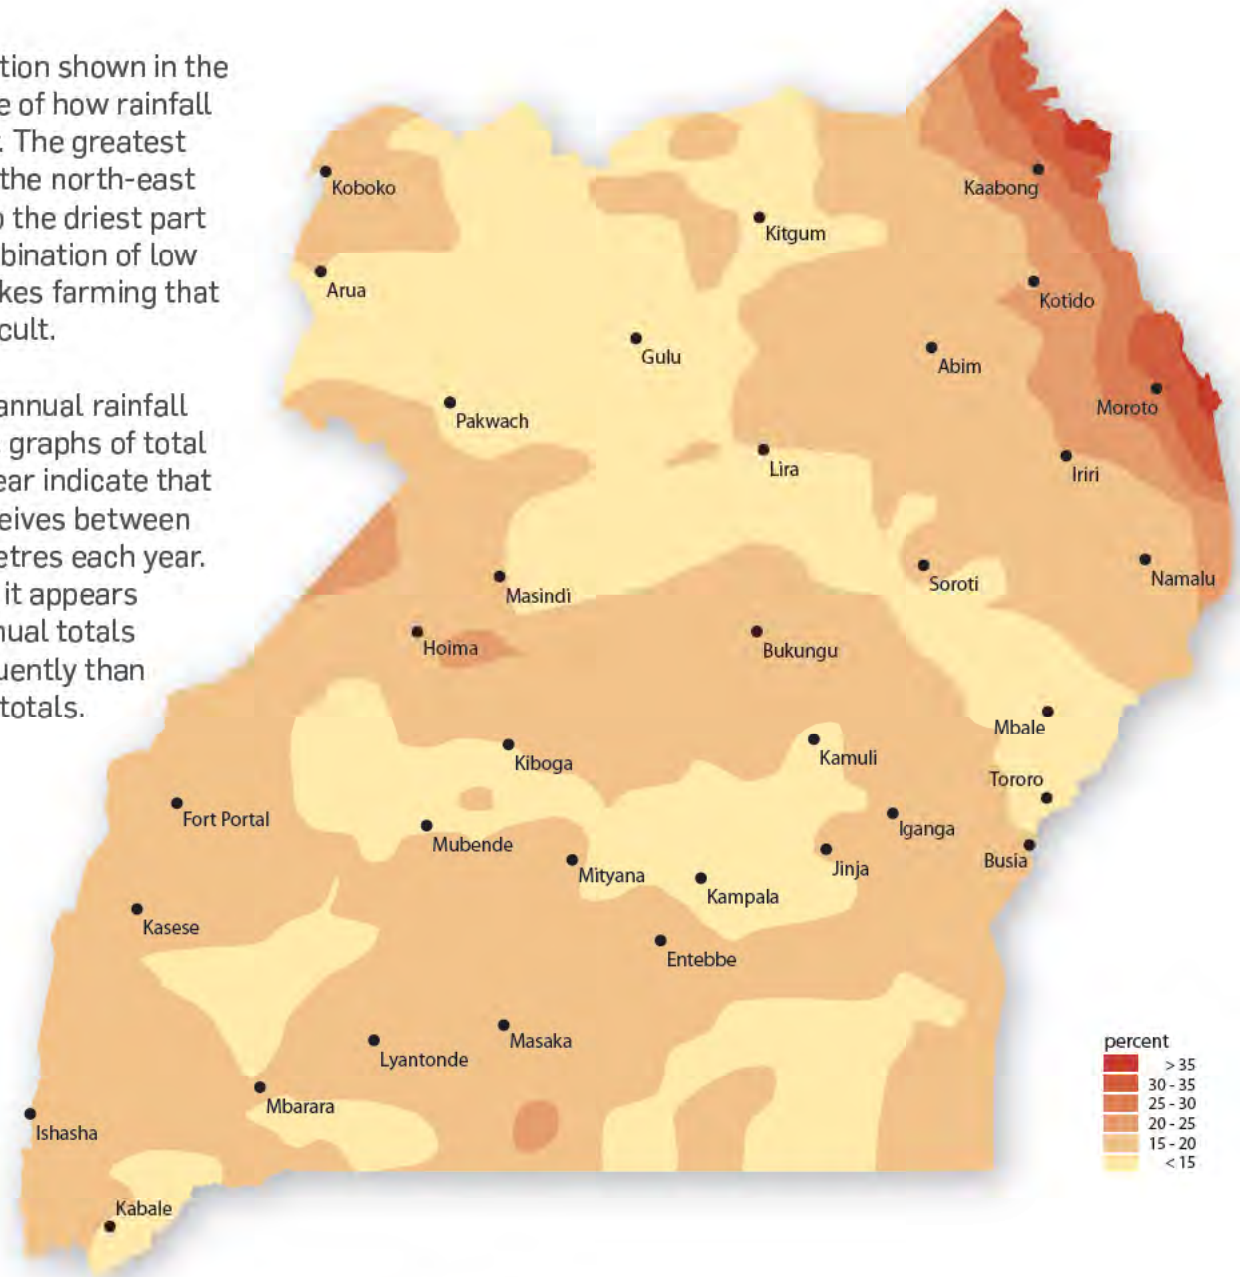 tion shown in the
e of how rainfall
. The greatest
the north-east
o the driest part
bination of low
kes farming that
cult.
annual rainfall
graphs of total
ear indicate that
eives between
etres each year.
it appears
nual totals
uently than
totals.
Koboko
Kaabong
Kitgum
Arua
Kotido
Gulu
Abim
Pakwach
Moroto
Lira
Iriri
Masindi
Soroti
Namalu
Hoima
Bukungu
Mbale
Kiboga
Kamuli
Tororo
Fort Portal
Iganga
Mubende
Busia
Mityana
Jinja
Kampala
Kasese
Entebbe
Masaka
Lyantonde
Mbarara
Ishasha
Kabale
percent
> 35
30 - 35
25 - 30
20 - 25
15 - 20
< 15